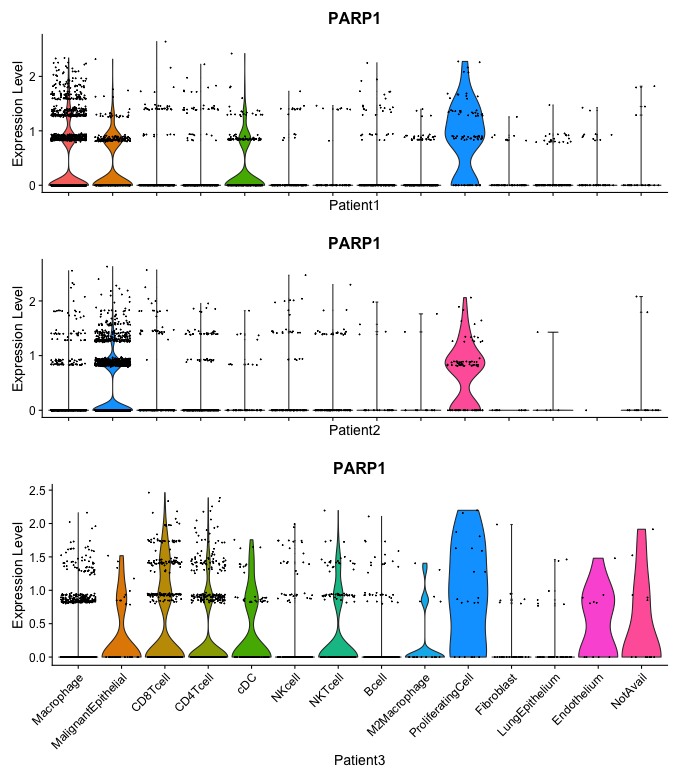 PARP1
Expression Level
2
1
0
Patient1
PARP1
Expression Level
2
1
0
Patient2
PARP1
Expression Level
2.5
2.0
1.5
1.0
0.5
0.0
Macrophage
MalignantEpithelial
CD8Tcell
CD4Tcell
cDC
NKcell
NKTcell
Bcell
M2Macrophage
ProliferatingCell
Fibroblast
LungEpithelium
Endothelium
NotAvail
Patient3